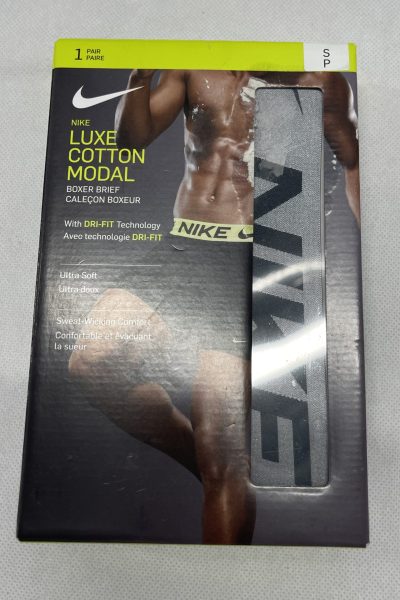 1 PAIR
PAIRE
S
P
NIKE
LUXE
COTTON
MODAL
BOXER BRIEF
CALEÇON BOXEUR
With DRI-FIT Technology
Avec technologie DRI-FIT
NIKE
Ultra Soft
Ultra doux
Sweat-Wicking Comfort
Confortable et évacuant
la sueur
NIKE